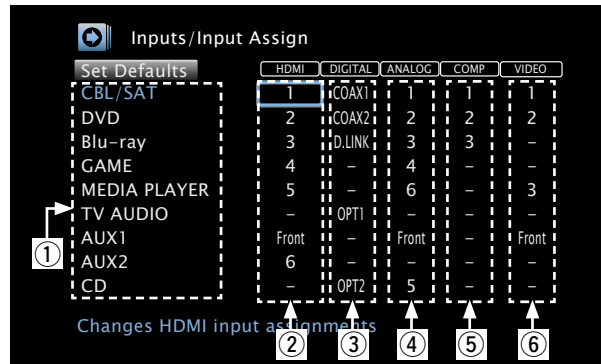 Inputs/Input Assign
Set Defaults HDMI DIGITAL ANALOG COMP VIDEO
CBL/SAT 1 COAX1 1 1 1
DVD 2 COAX2 2 2 2
Blu-ray 3 D.LINK 3 3 –
GAME 4 – 4 – –
MEDIA PLAYER 5 – 6 – 3
TV AUDIO – OPT1 – – –
AUX1 Front – Front – Front
AUX2 6 – – – –
CD – OPT2 5 – –
Changes HDMI input assignments
① ② ③ ④ ⑤ ⑥